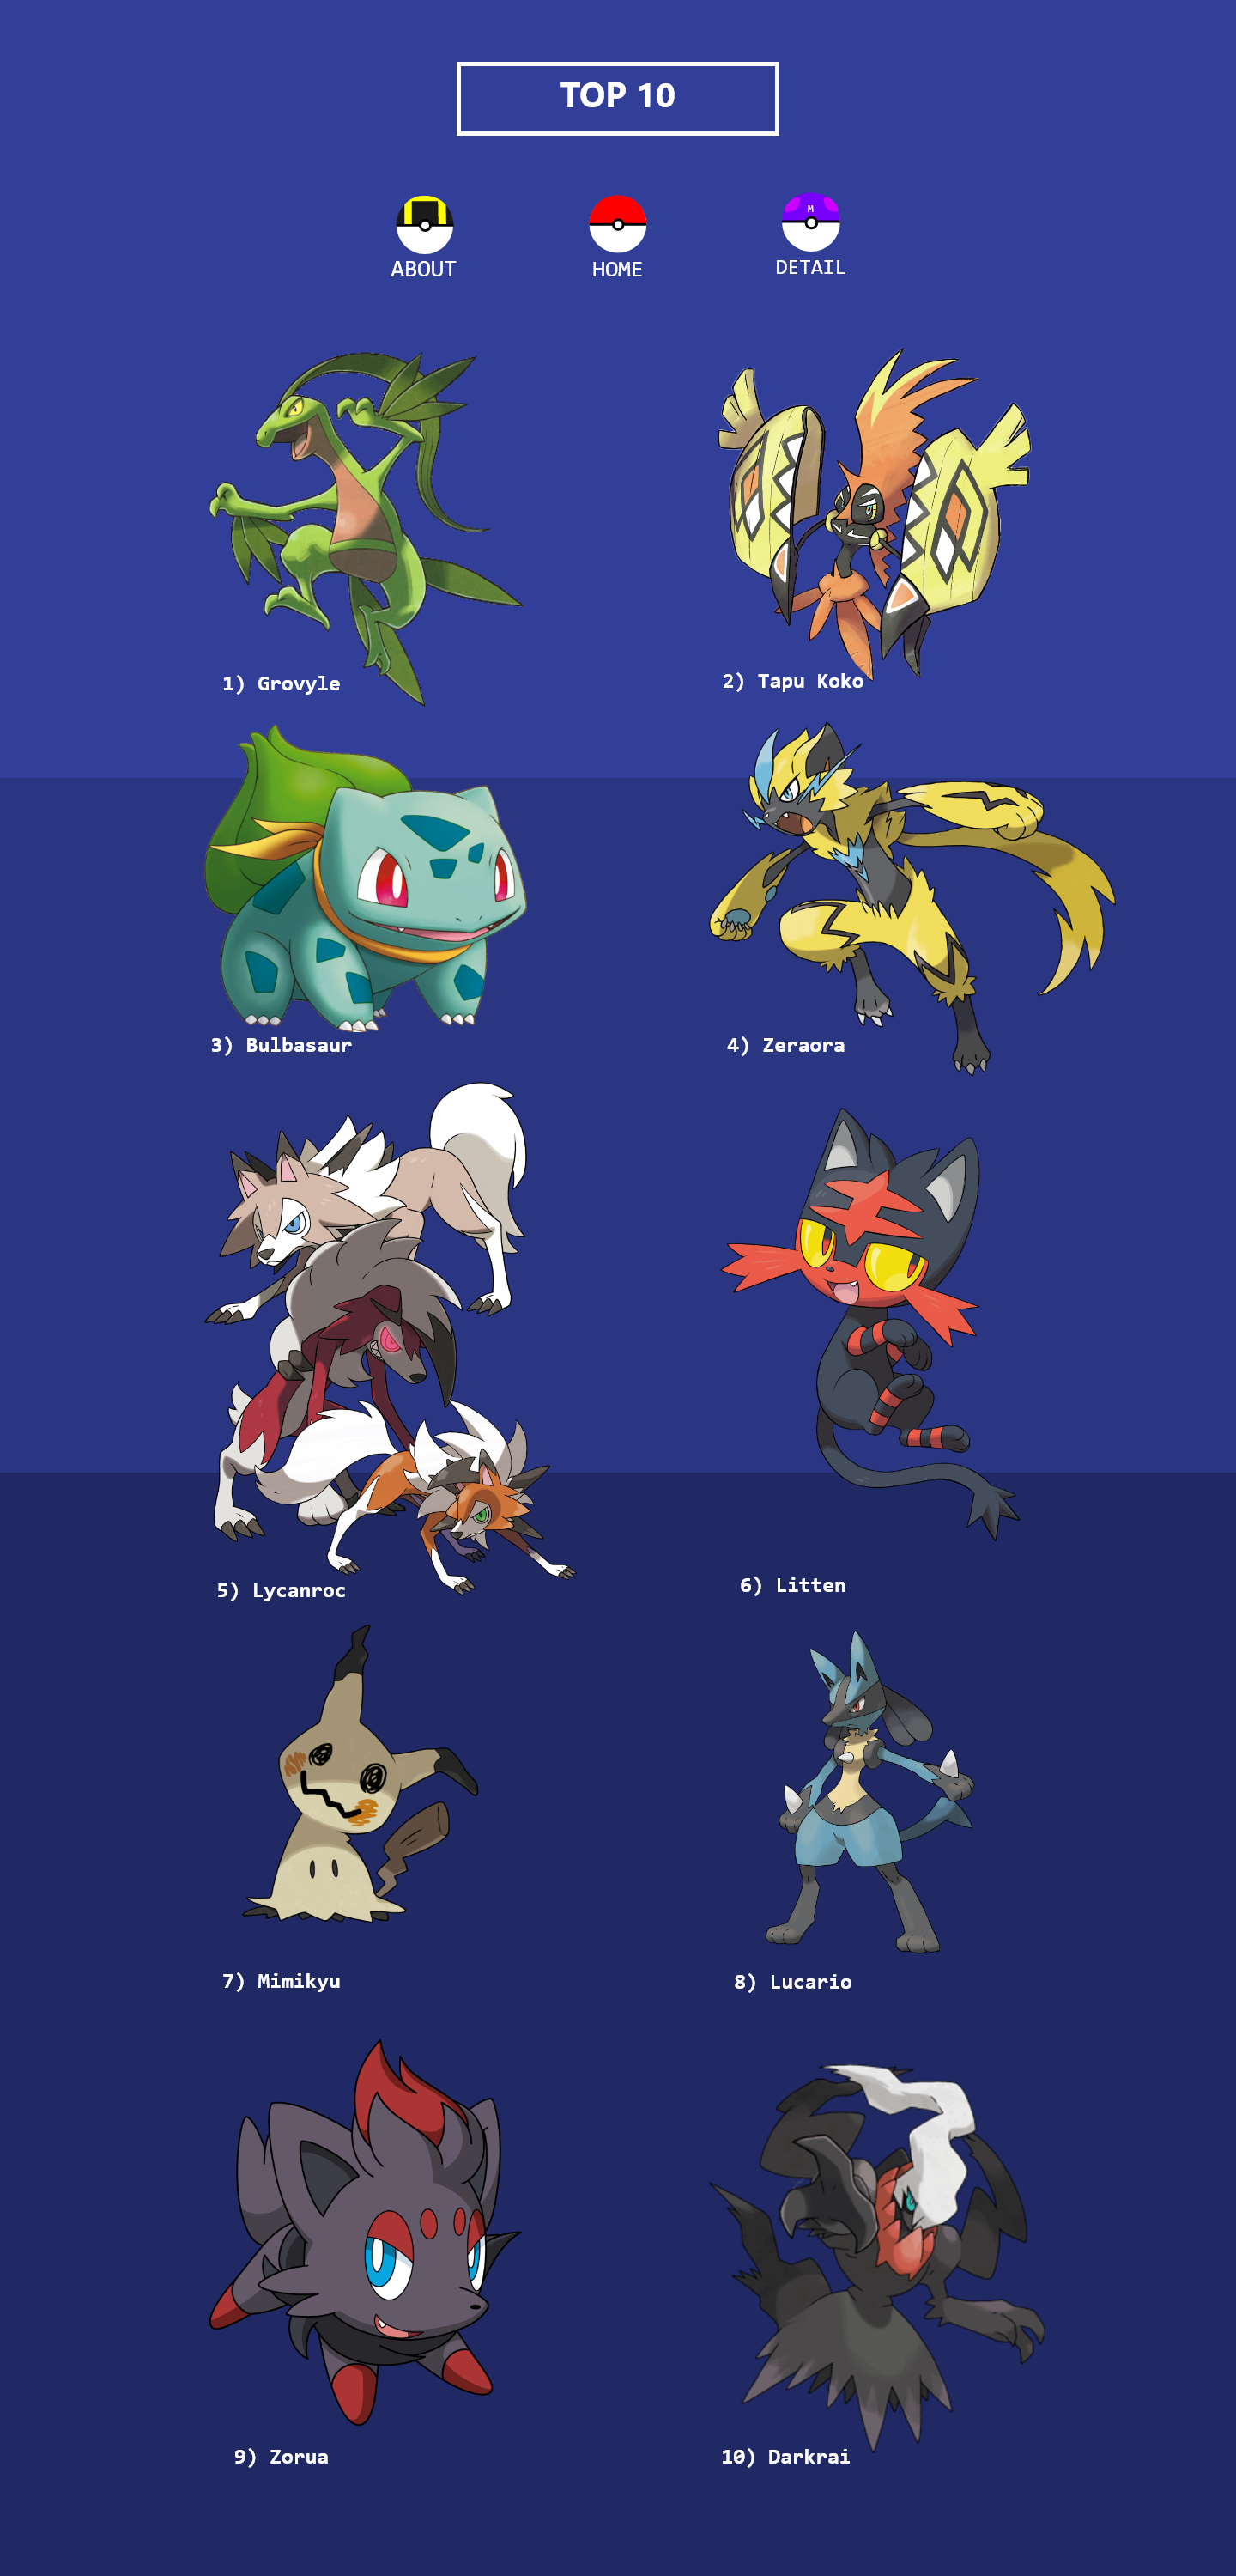 TOP 10
M
ABOUT
HOME
DETAIL
1) Grovyle
2) Tapu Koko
3) Bulbasaur
4) Zeraora
5) Lycanroc
6) Litten
7) Mimikyu
8) Lucario
9) Zorua
10) Darkrai